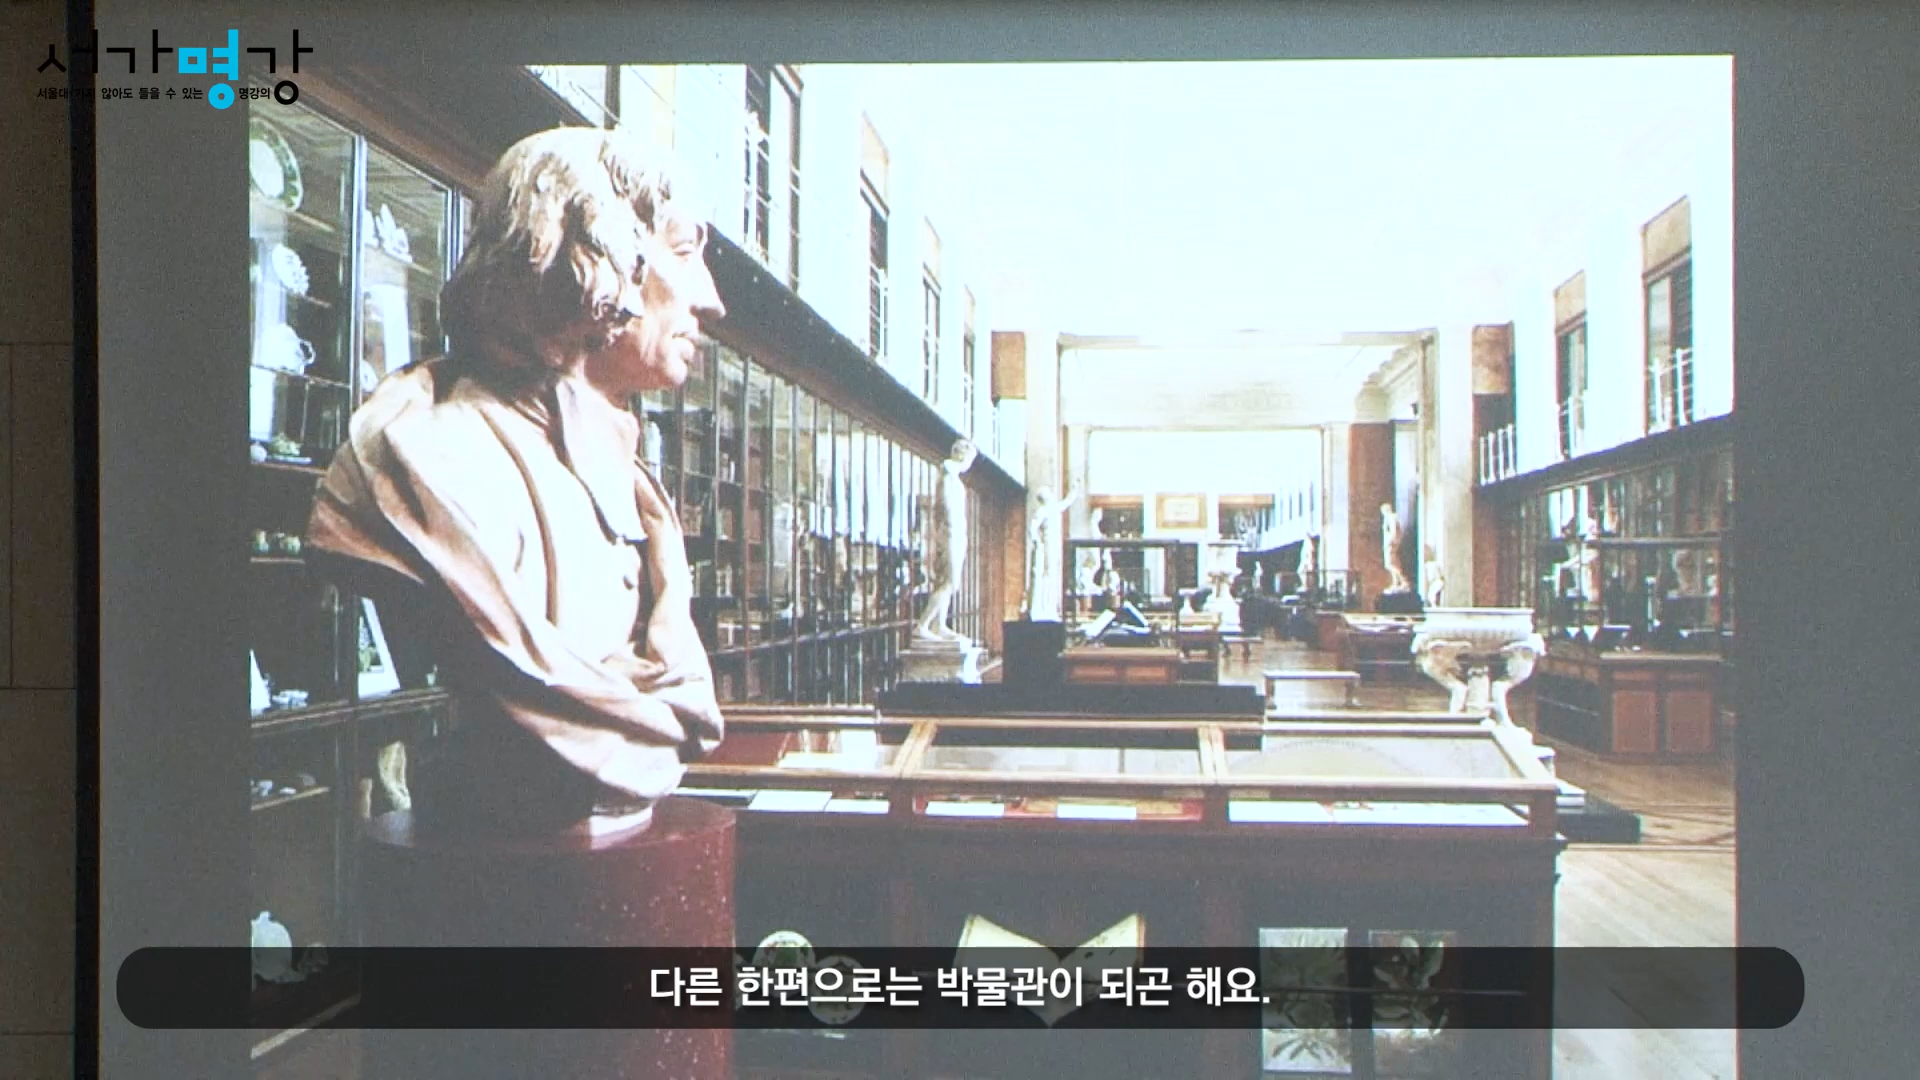 서가명강
서울대 가지 않아도 들을 수 있는 명강의
다른 한편으로는 박물관이 되곤 해요.